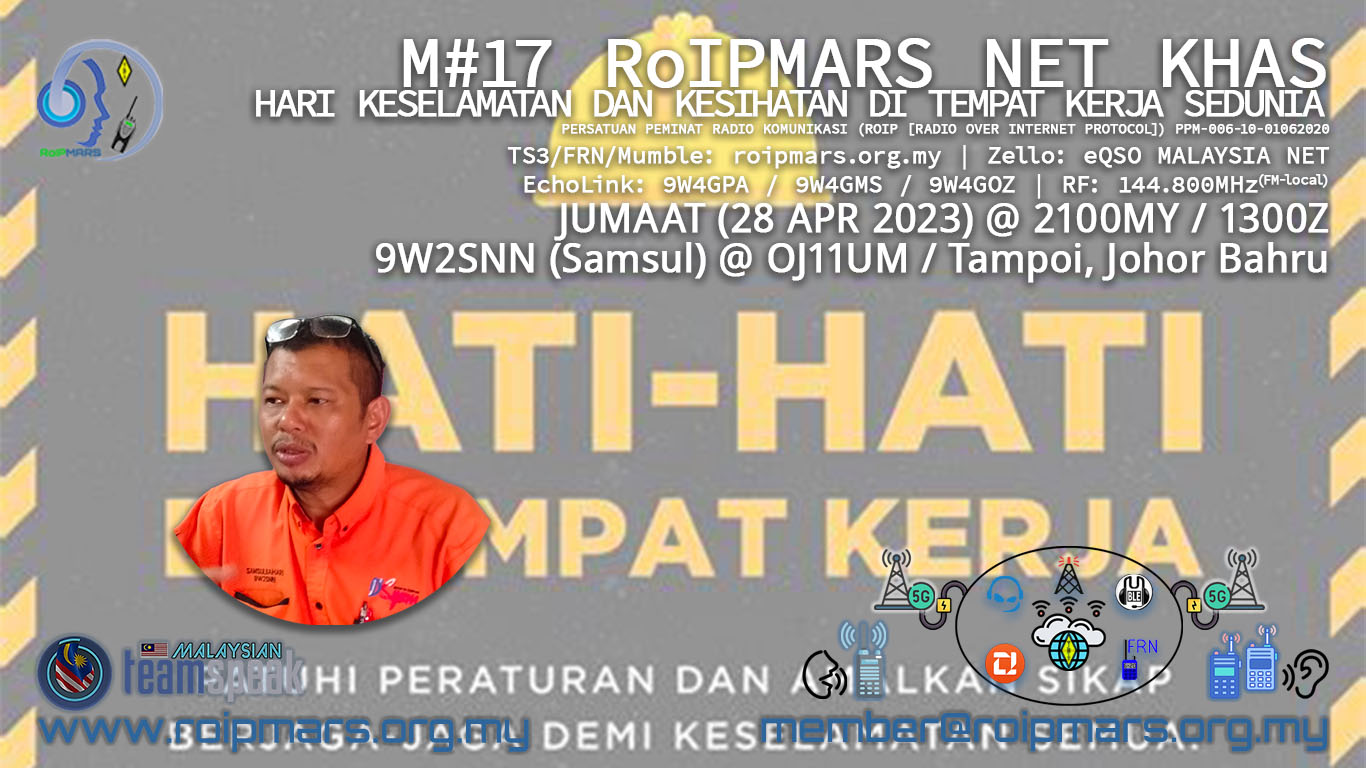 M#17 RoIPMARS NET KHAS
HARI KESELAMATAN DAN KESIHATAN DI TEMPAT KERJA SEDUNIA
PERSATUAN PEMINAT RADIO KOMUNIKASI (ROIP [RADIO OVER INTERNET PROTOCOL]) PPM-006-10-01062020
TS3/FRN/Mumble: roipmars.org.my | Zello: eQSO MALAYSIA NET
EchoLink: 9W4GPA / 9W4GMS / 9W4GOZ | RF: 144.800MHz(FM-local)
JUMAAT (28 APR 2023) @ 2100MY / 1300Z
9W2SNN (Samsul) @ OJ11UM / Tampoi, Johor Bahru
RoIPMARS
HATI-HATI
TEMPAT KERJA
5G
5G
BLE
FRN
MALAYSIAN
teamspeak
PERATURAN DAN AMALKAN SIKAP
BERJAGA-JAGA DEMI KESELAMATAN SEMUA.
www.roipmars.org.my
member@roipmars.org.my